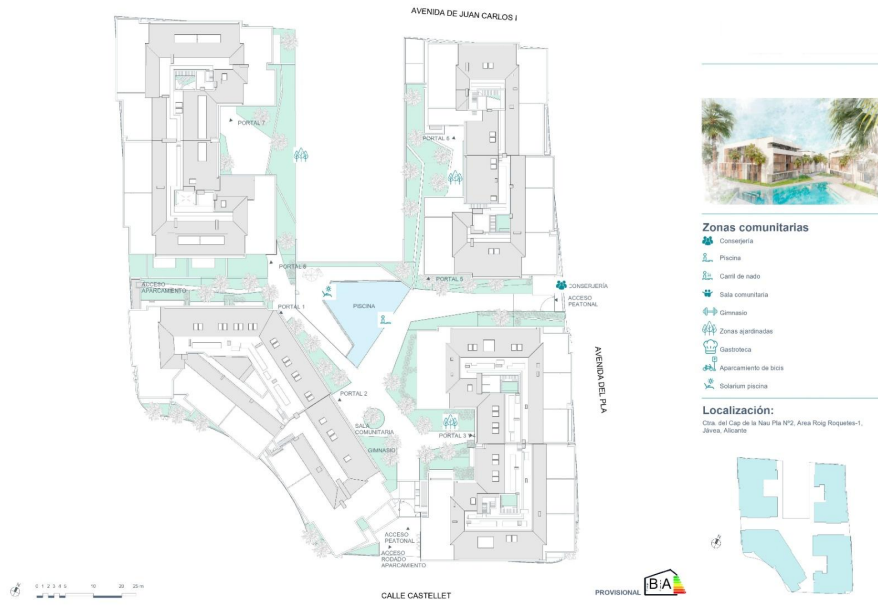 AVENIDA DE JUAN CARLOS I
PORTAL 7
PORTAL 6
PORTAL 8
PORTAL 5
ACCESO
APARCAMIENTO
PORTAL 1
PISCINA
CONSERJERÍA
ACCESO
PEATONAL
AVENIDA DEL PLA
PORTAL 2
SALA
COMUNITARIA
GIMNASIO
PORTAL 3
ACCESO
PEATONAL
ACCESO
RODADO
APARCAMIENTO
CALLE CASTELLET
0 1 2 3 4 5 10 20 25 m
Zonas comunitarias
Conserjería
Piscina
Carril de nado
Sala comunitaria
Gimnasio
Zonas ajardinadas
Gastroteca
Aparcamiento de bicis
Solarium piscina
Localización:
Ctra. del Cap de la Nau Pla Nº2, Area Roig Roquetes-1,
Jávea, Alicante
PROVISIONAL
B A